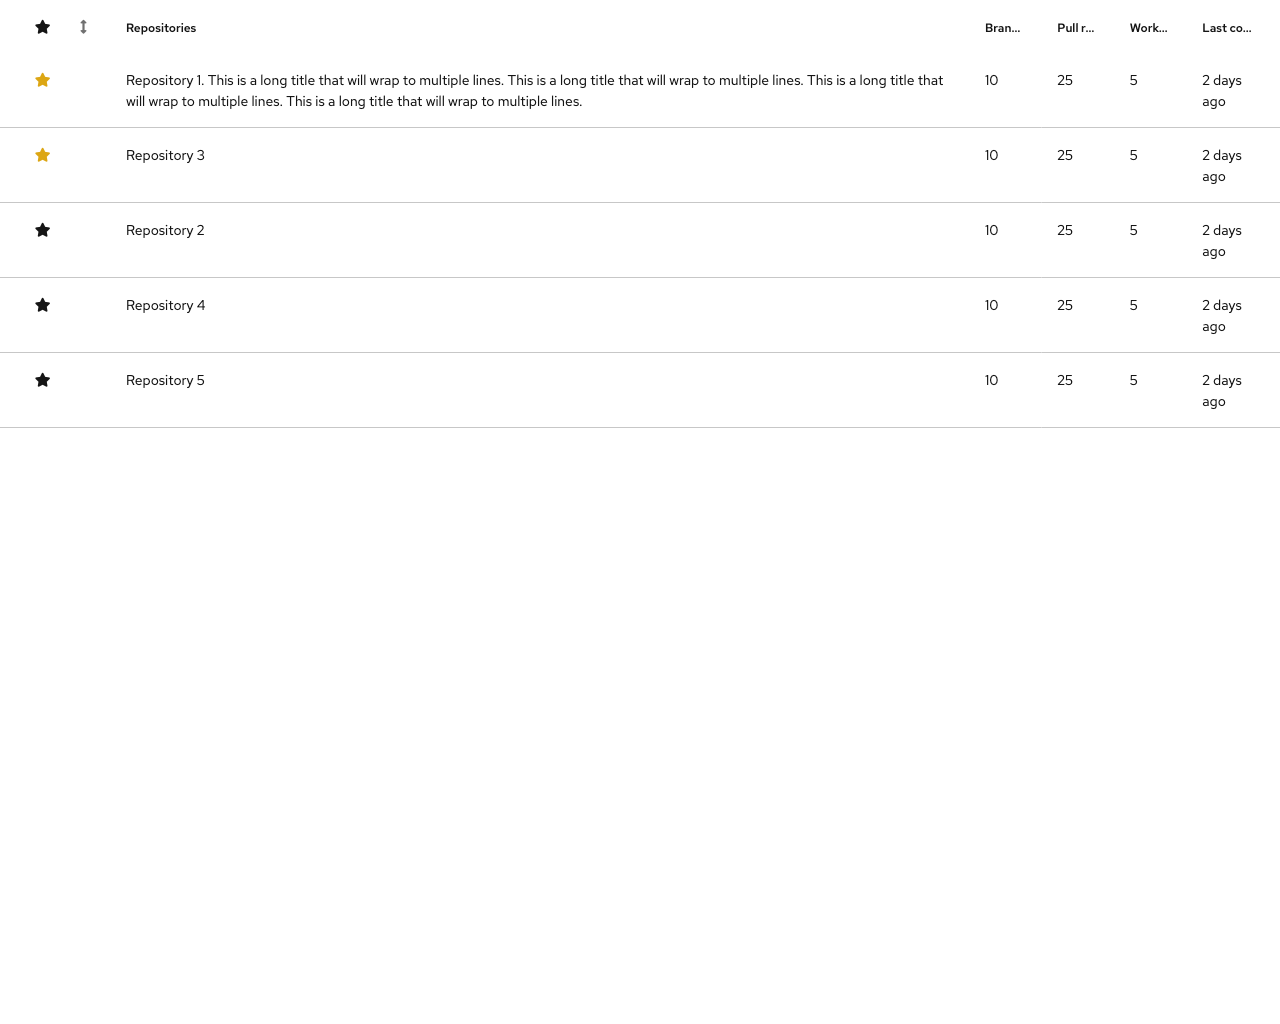 Repositories Bran... Pull r... Work... Last co...
Repository 1. This is a long title that will wrap to multiple lines. This is a long title that will wrap to multiple lines. This is a long title that 10 25 5 2 days
will wrap to multiple lines. This is a long title that will wrap to multiple lines. ago
Repository 3 10 25 5 2 days
ago
Repository 2 10 25 5 2 days
ago
Repository 4 10 25 5 2 days
ago
Repository 5 10 25 5 2 days
ago